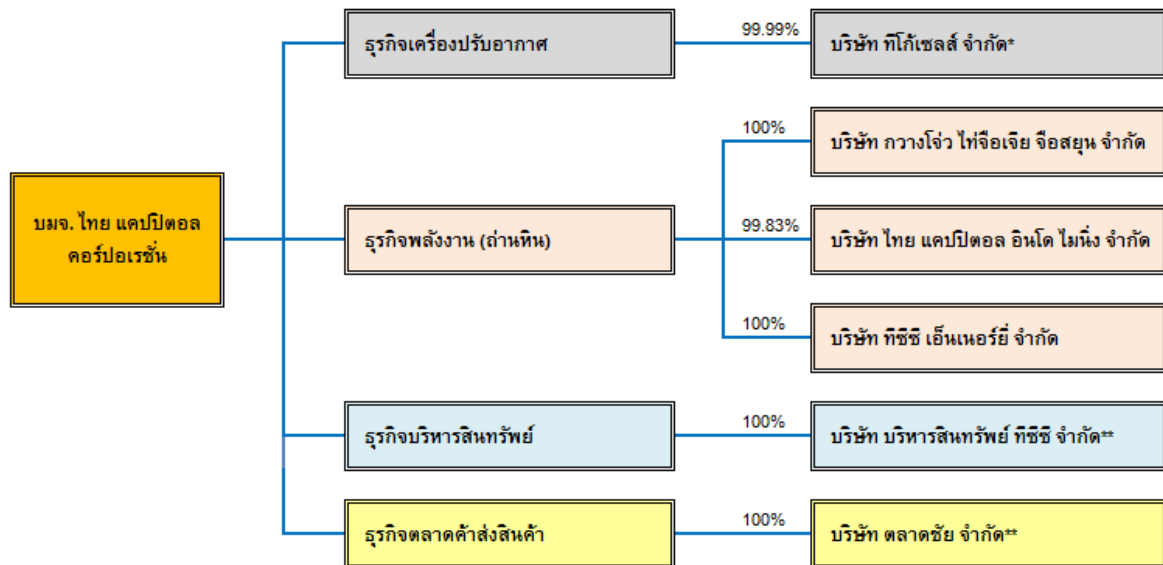 บมจ. ไทย แคปปิตอล
คอร์ปอเรชั่น
ธุรกิจเครื่องปรับอากาศ
99.99%
บริษัท ทีโก้เซลส์ จำกัด*
ธุรกิจพลังงาน (ถ่านหิน)
100%
บริษัท กวางโจ่ว ไท่จือเจีย จือสยุน จำกัด
99.83%
บริษัท ไทย แคปปิตอล อินโด ไมนิ่ง จำกัด
100%
บริษัท ทีซีซี เอ็นเนอร์ยี่ จำกัด
ธุรกิจบริหารสินทรัพย์
100%
บริษัท บริหารสินทรัพย์ ทีซีซี จำกัด**
ธุรกิจตลาดค้าส่งสินค้า
100%
บริษัท ตลาดชัย จำกัด**